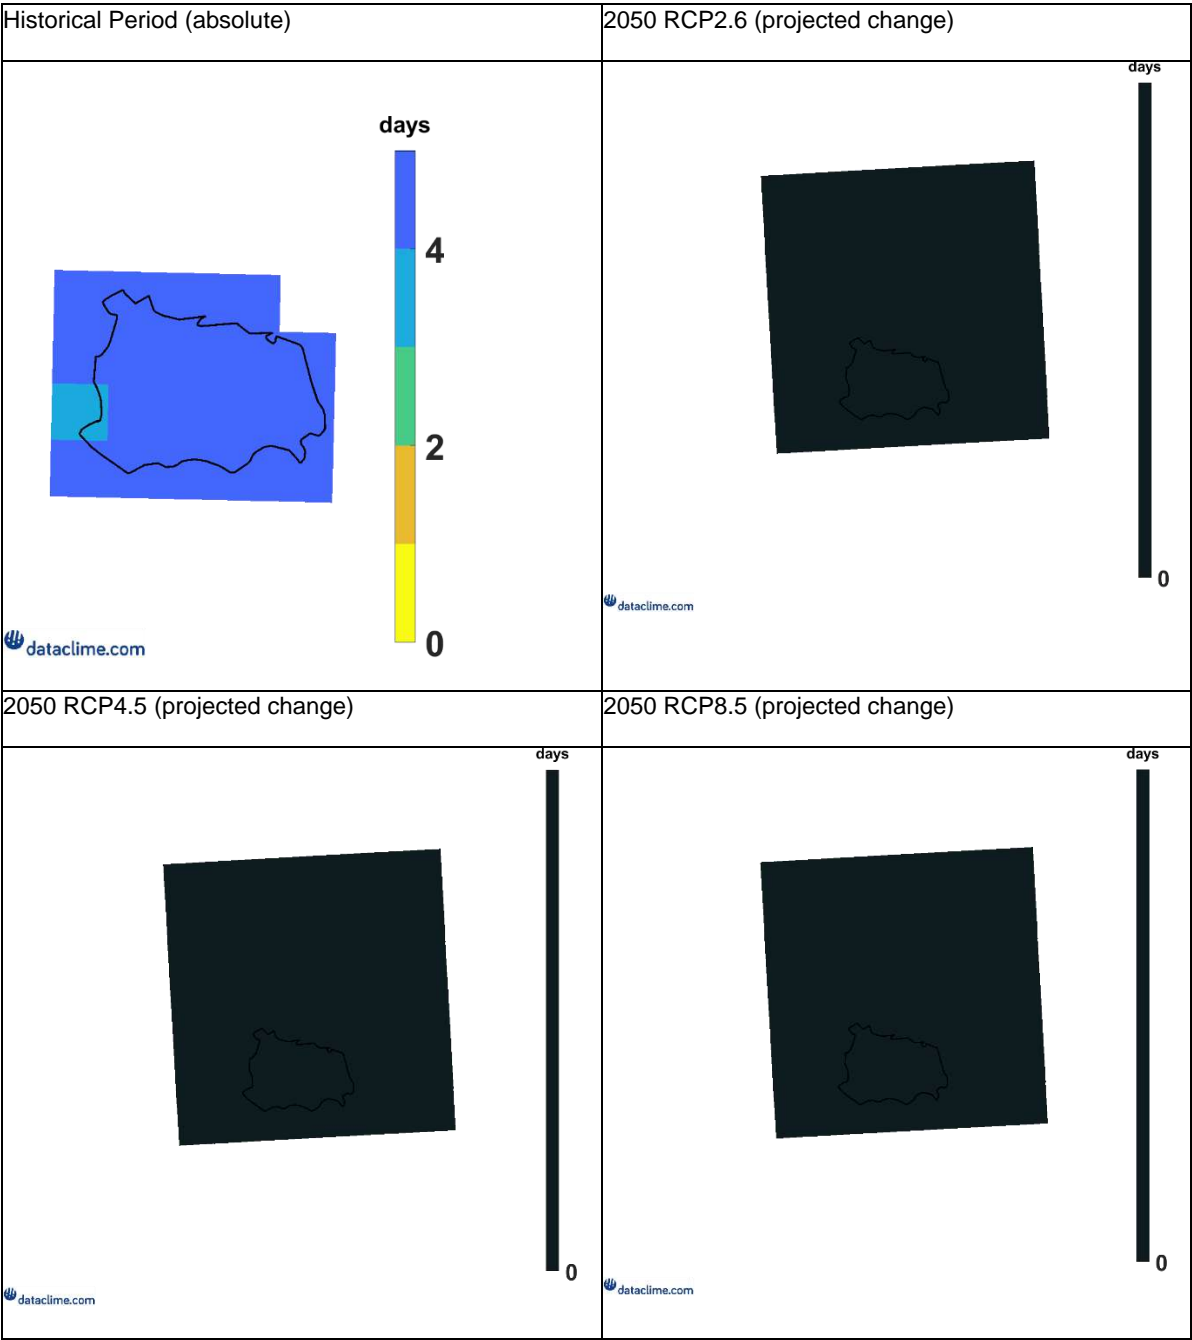 Historical Period (absolute)
2050 RCP2.6 (projected change)
days
4
2
0
dataclime.com
days
0
dataclime.com
2050 RCP4.5 (projected change)
2050 RCP8.5 (projected change)
days
0
dataclime.com
days
0
dataclime.com